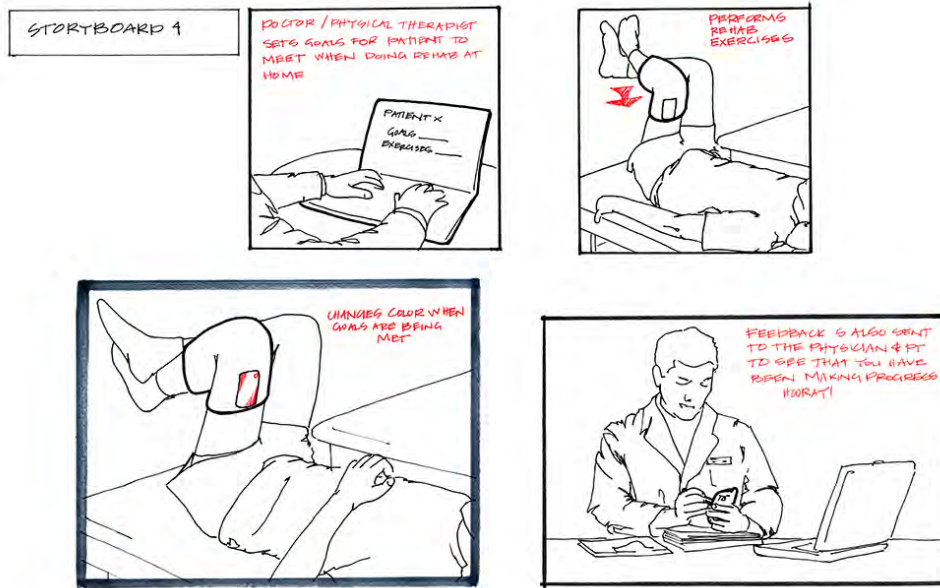 STORYBOARD 4
DOCTOR / PHYSICAL THERAPIST
SETS GOALS FOR PATIENT TO
MEET WHEN DOING REHAB AT
HOME
PATIENT X
GOALS ____
EXERCISES ____
PERFORMS
REHAB
EXERCISES
CHANGES COLOR WHEN
GOALS ARE BEING
MET
FEEDBACK IS ALSO SENT
TO THE PHYSICIAN & PT
TO SEE THAT YOU HAVE
BEEN MAKING PROGRESS
HOORAY!